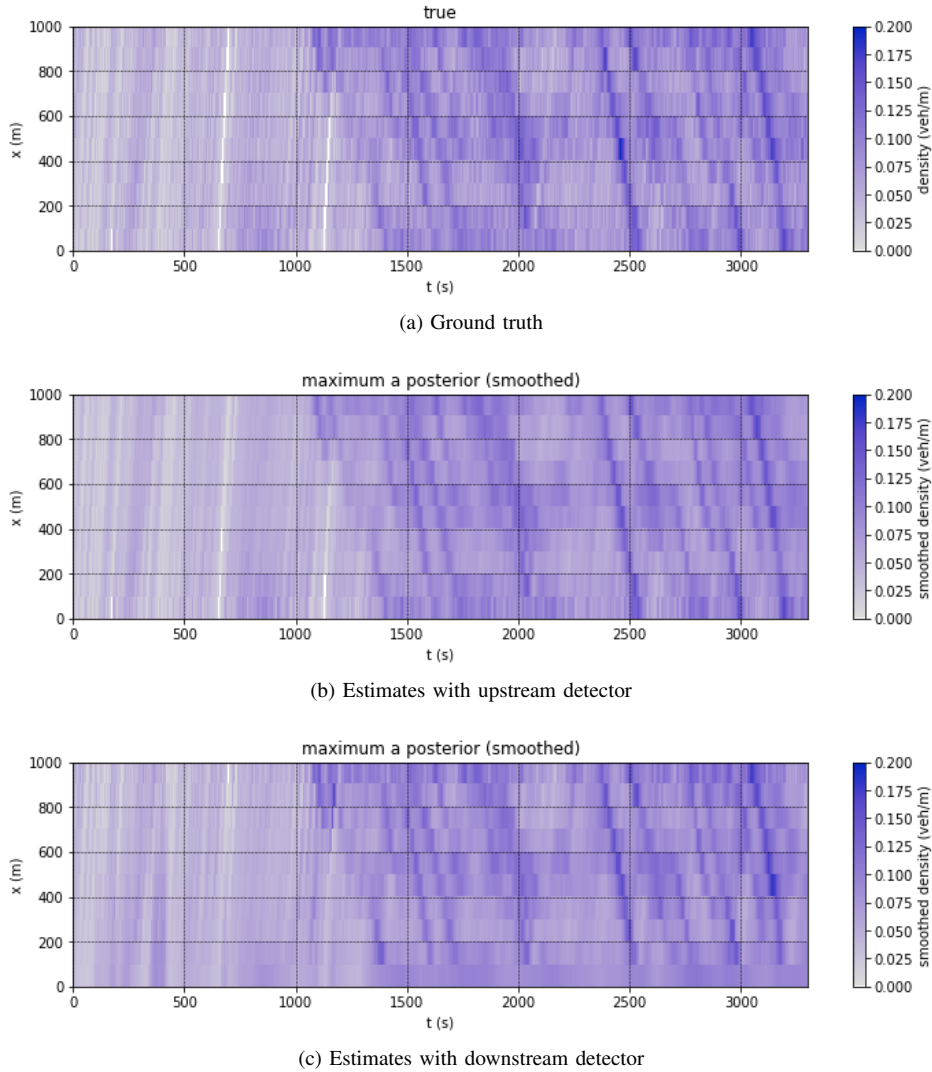 true
1000
800
600
400
200
0
x (m)
0 500 1000 1500 2000 2500 3000
t (s)
0.200
0.175
0.150
0.125
0.100
0.075
0.050
0.025
0.000
density (veh/m)
(a) Ground truth
maximum a posterior (smoothed)
1000
800
600
400
200
0
x (m)
0 500 1000 1500 2000 2500 3000
t (s)
0.200
0.175
0.150
0.125
0.100
0.075
0.050
0.025
0.000
smoothed density (veh/m)
(b) Estimates with upstream detector
maximum a posterior (smoothed)
1000
800
600
400
200
0
x (m)
0 500 1000 1500 2000 2500 3000
t (s)
0.200
0.175
0.150
0.125
0.100
0.075
0.050
0.025
0.000
smoothed density (veh/m)
(c) Estimates with downstream detector